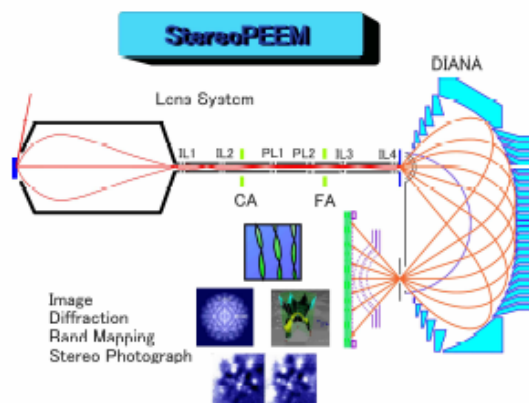 StereoPEEM
DIANA
Lens System
IL1 IL2 PL1 PL2 IL3 IL4
CA FA
Image
Diffraction
Band Mapping
Stereo Photograph